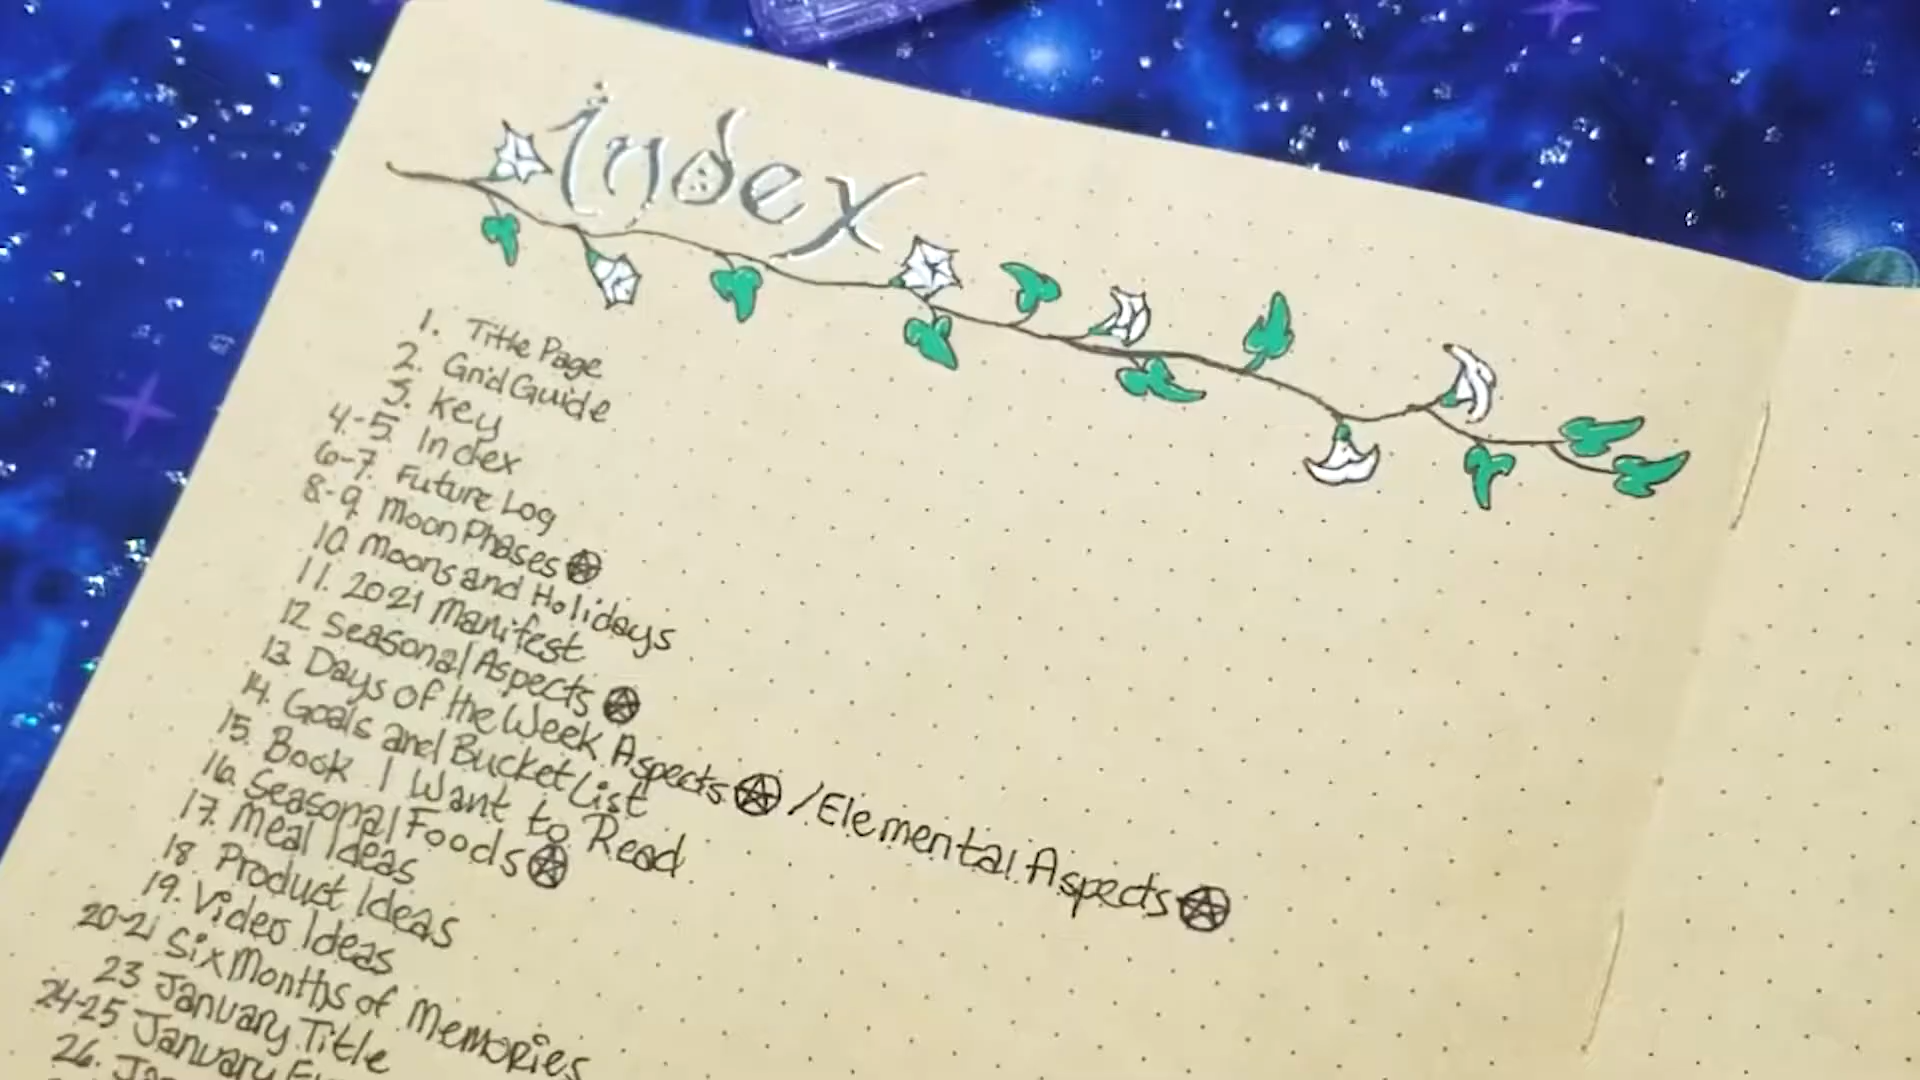 Index
1. Title Page
2. Grid Guide
3. Key
4-5. Index
6-7. Future Log
8-9. Moon Phases
10. Moons and Holidays
11. 2021 Manifest
12. Seasonal Aspects
13. Days of the Week Aspects / Elemental Aspects
14. Goals and Bucket List
15. Book I Want to Read
16. Seasonal Foods
17. Meal Ideas
18 Product Ideas
19. Video Ideas
20-21 Six Months of Memories
23 January Title
24-25 January
26.